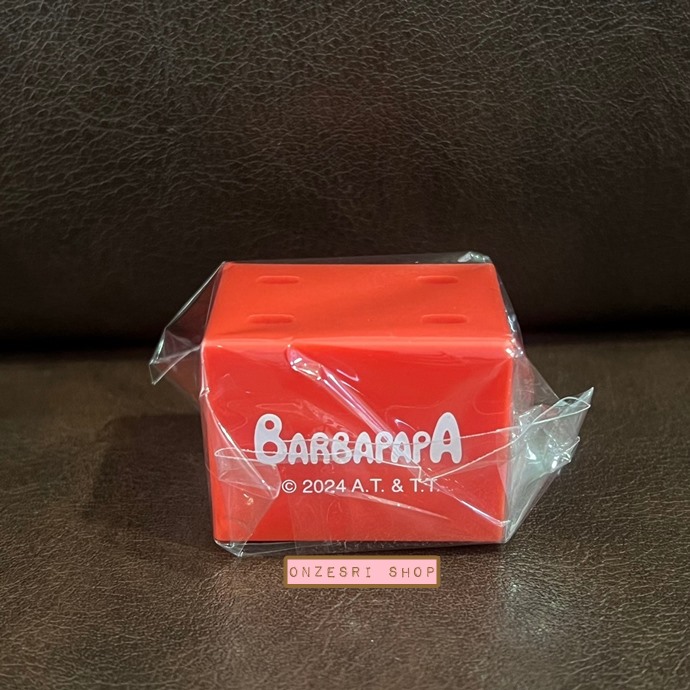 BARBAPAPA
© 2024 A.T. & T.T.
ONZESRI SHOP